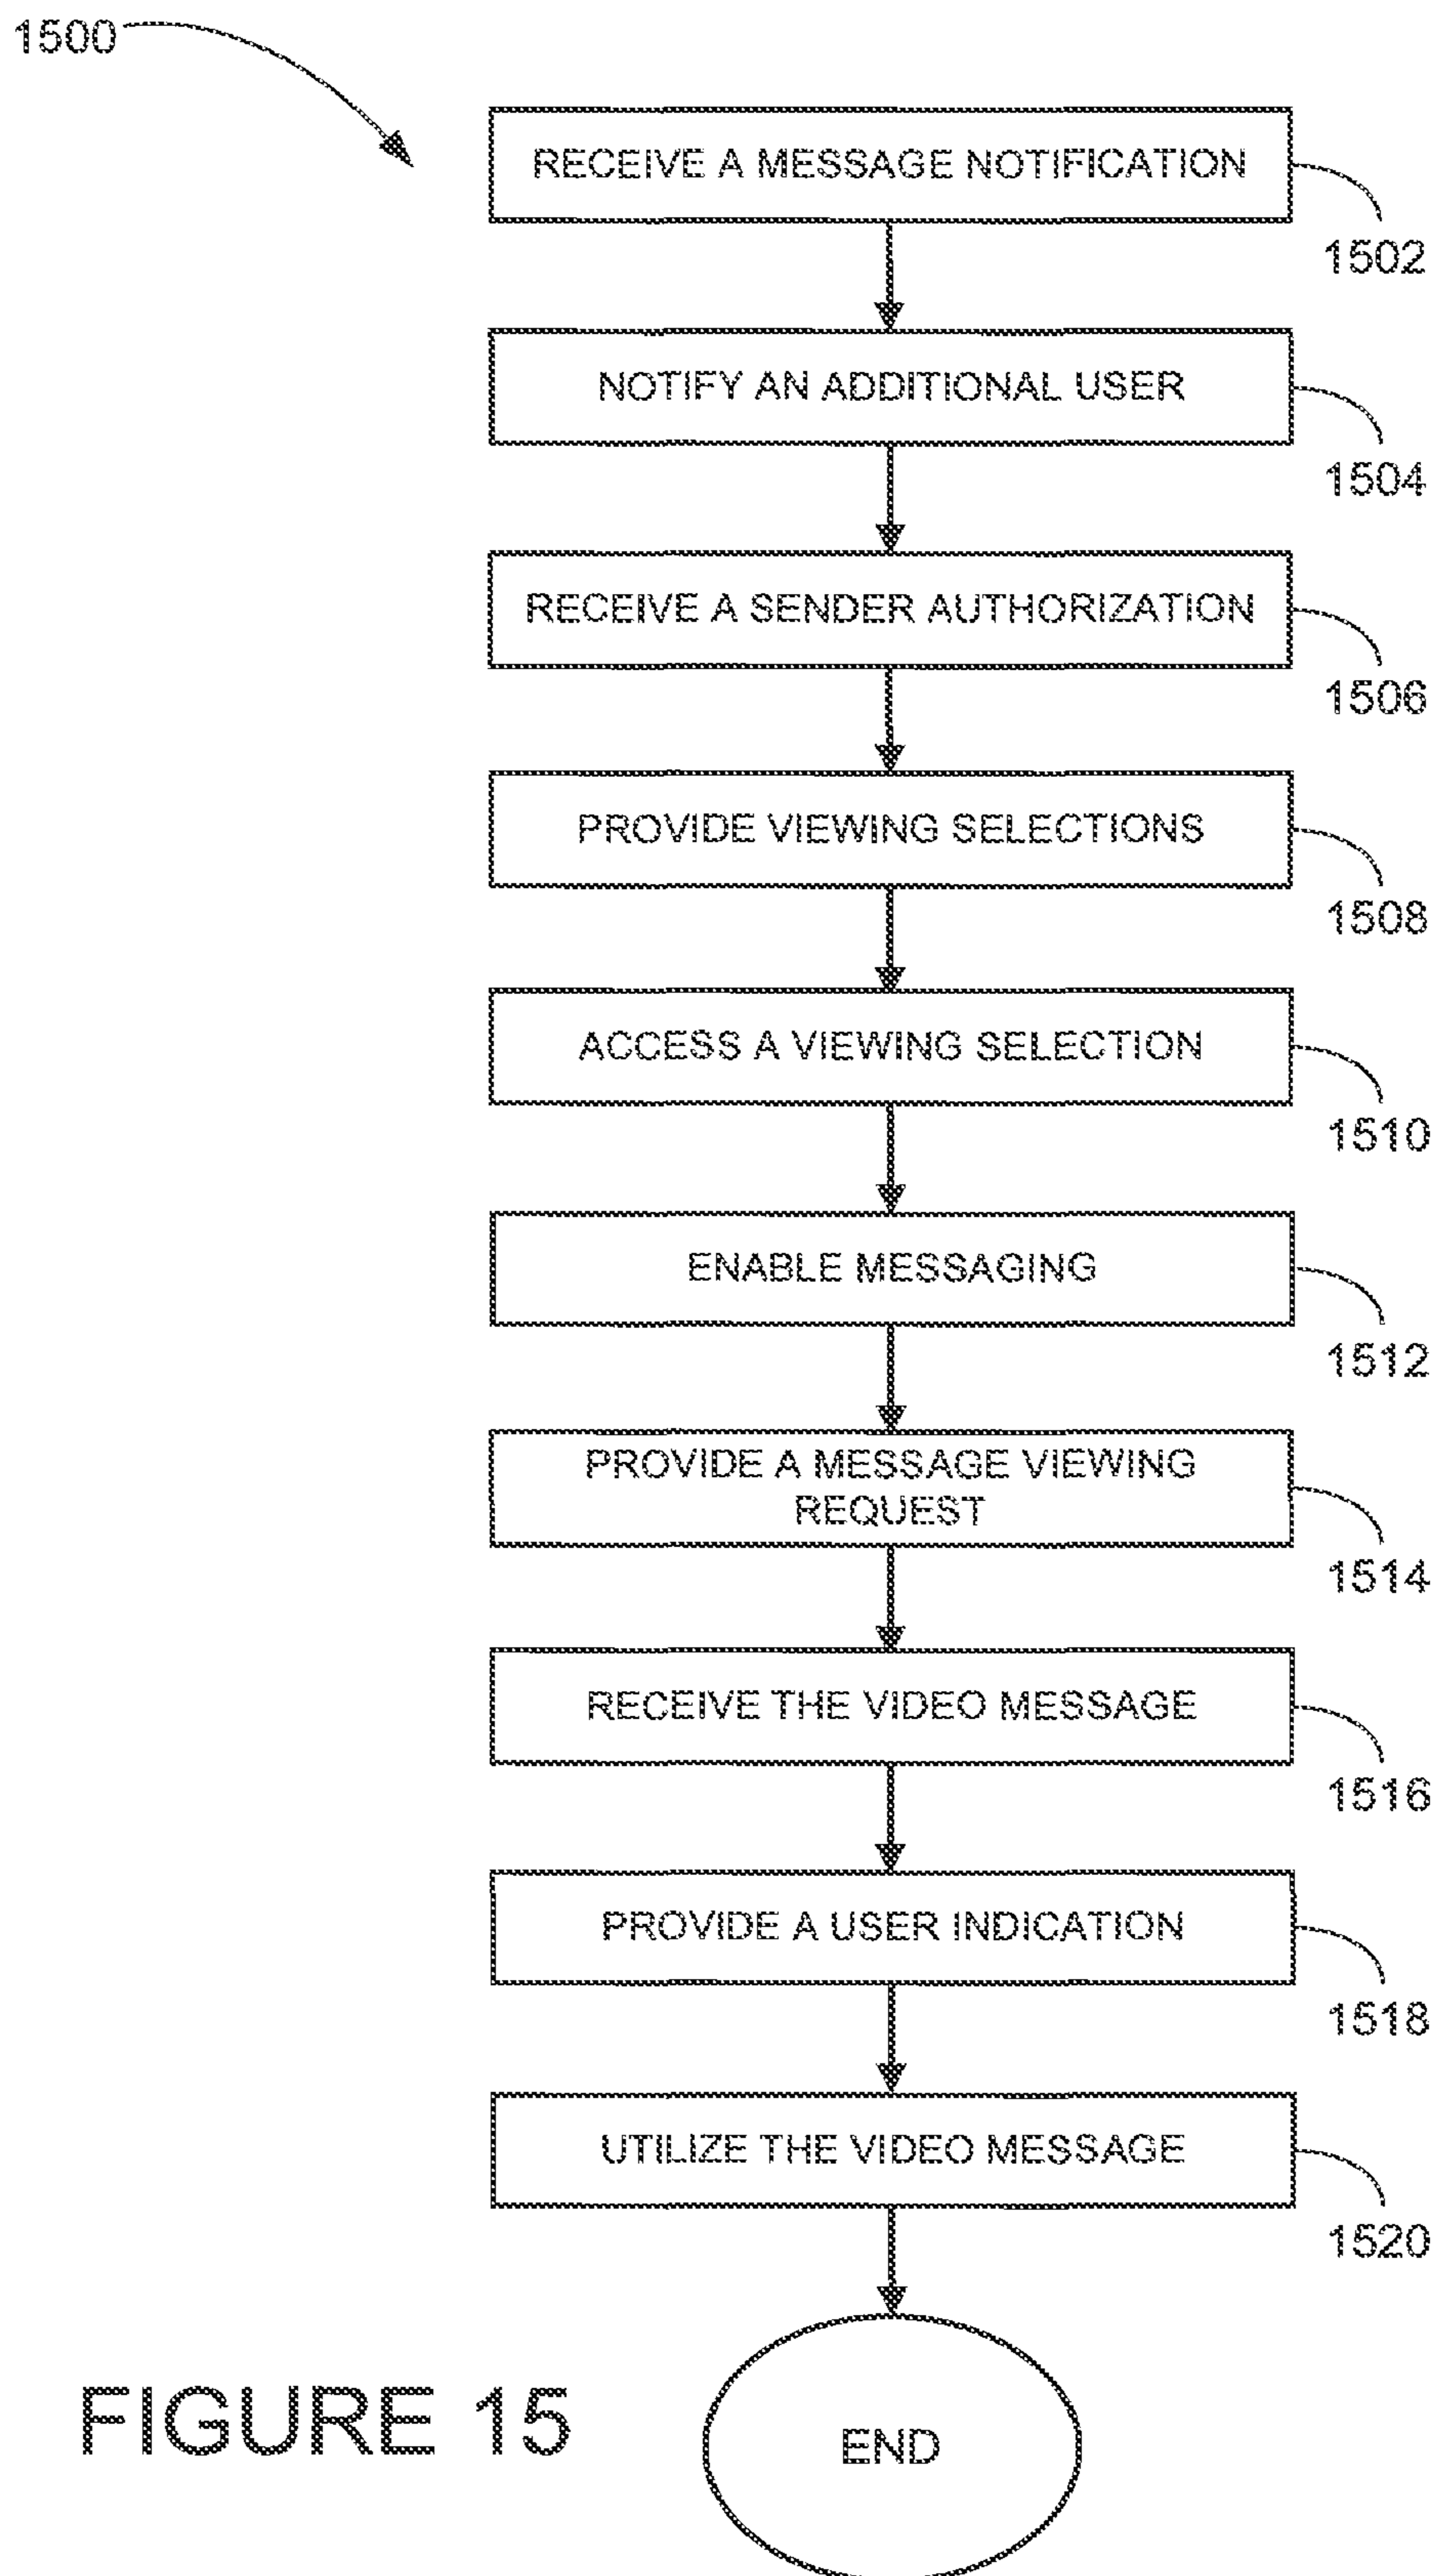 1500
RECEIVE A MESSAGE NOTIFICATION
1502
NOTIFY AN ADDITIONAL USER
1504
RECEIVE A SENDER AUTHORIZATION
1506
PROVIDE VIEWING SELECTIONS
1508
ACCESS A VIEWING SELECTION
1510
ENABLE MESSAGING
1512
PROVIDE A MESSAGE VIEWING
REQUEST
1514
RECEIVE THE VIDEO MESSAGE
1516
PROVIDE A USER INDICATION
1518
UTILIZE THE VIDEO MESSAGE
1520
FIGURE 15
END